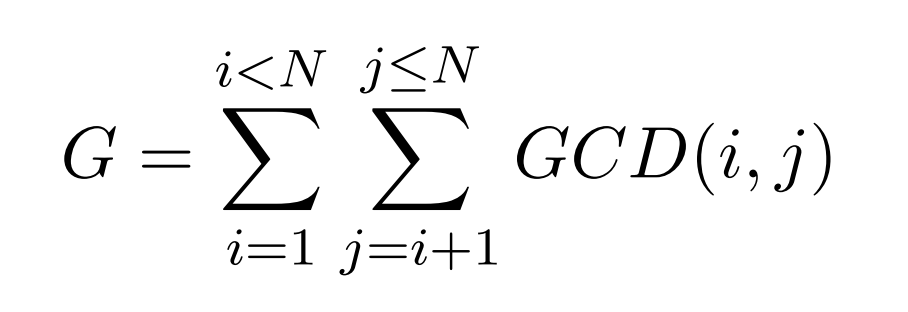 G = \sum_{i=1}^{i<N} \sum_{j=i+1}^{j \leq N} GCD(i, j)